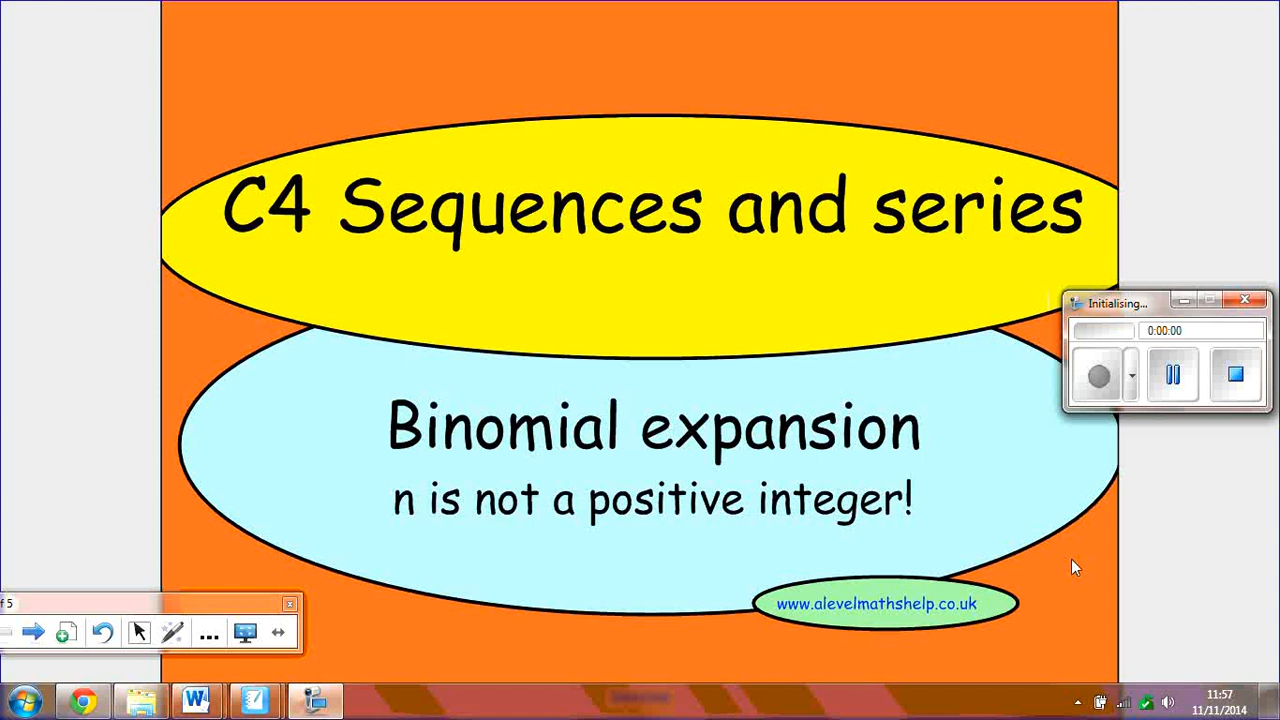 C4 Sequences and series
Initialising...
0:00:00
Binomial expansion
n is not a positive integer!
www.alevelmathshelp.co.uk
f 5
11:57
11/11/2014